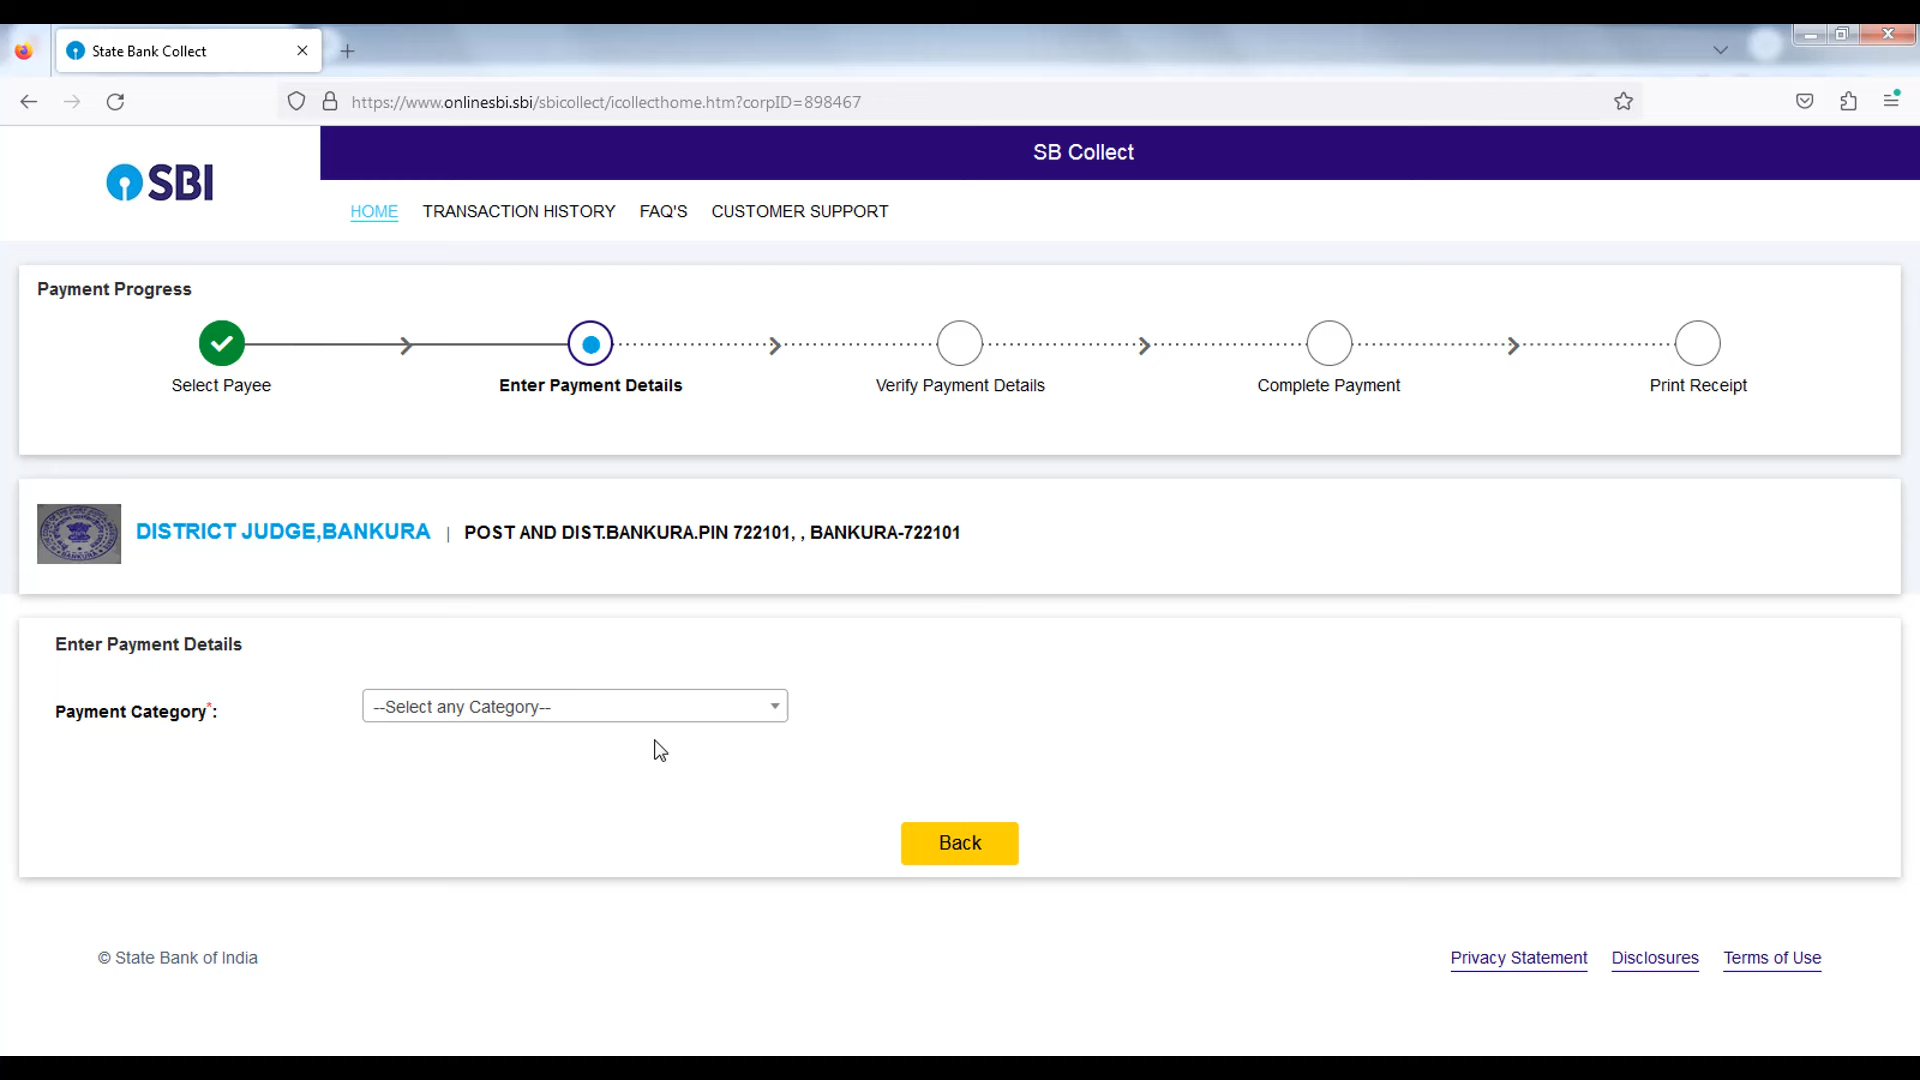 State Bank Collect
https://www.onlinesbi.sbi/sbicollect/icollecthome.htm?corpID=898467
SBI
SB Collect
HOME TRANSACTION HISTORY FAQ'S CUSTOMER SUPPORT
Payment Progress
Select Payee
Enter Payment Details
Verify Payment Details
Complete Payment
Print Receipt
DISTRICT JUDGE,BANKURA | POST AND DIST.BANKURA.PIN 722101, , BANKURA-722101
Enter Payment Details
Payment Category*: --Select any Category--
Back
© State Bank of India
Privacy Statement Disclosures Terms of Use